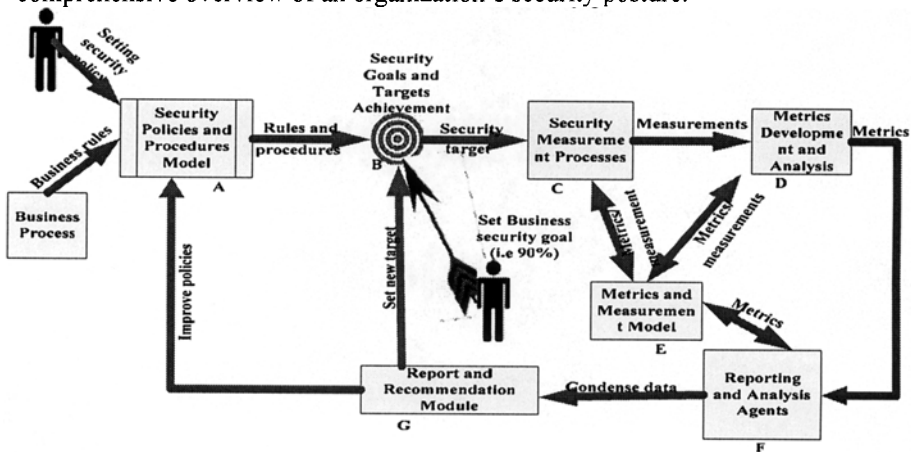 comprehensive overview of an organization's security posture.
Setting
security
policy
Security
Goals and
Targets
Achievement
Security
Policies and
Procedures
Model
A
Rules and
procedures
B
Security
target
Security
Measureme
nt Processes
C
Measurements
Metrics
Developme
nt and
Analysis
D
Metrics
Business rules
Business
Process
Improve policies
Set new target
Set Business
security goal
(i.e 90%)
Metrics/
measurement
Metrics/
measurements
Metrics and
Measuremen
t Model
E
Metrics
Report and
Recommendation
Module
G
Condense data
Reporting
and Analysis
Agents
F